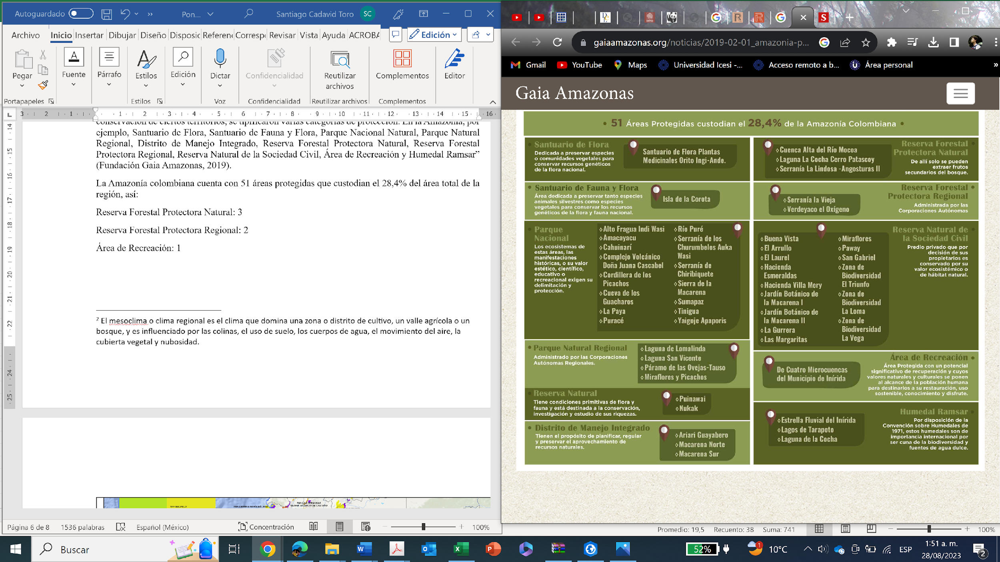 Autoguardado
Pon...
Santiago Cadavid Toro
SC
Archivo
Inicio
Insertar
Dibujar
Diseño
Disposic
Referenc
Correspo
Revisar
Vista
Ayuda
ACROBA
Edición
Pegar
Fuente
Párrafo
Estilos
Edición
Dictar
Confidencialidad
Reutilizar
archivos
Complementos
Editor
Portapapeles
Estilos
Voz
Confidencialidad
Reutilizar archivos
Complementos
3 2 1 1 2 3 4 5 6 7 8 9 10 11 12 13 14 15 16
14
15
16
17
18
19
20
21
22
24
25
conservación de ciertos territorios, se tipificaron varias categorías de protección. En la Amazonía, por
ejemplo, Santuario de Flora, Santuario de Fauna y Flora, Parque Nacional Natural, Parque Natural
Regional, Distrito de Manejo Integrado, Reserva Forestal Protectora Natural, Reserva Forestal
Protectora Regional, Reserva Natural de la Sociedad Civil, Área de Recreación y Humedal Ramsar”
(Fundación Gaia Amazonas, 2019).
La Amazonía colombiana cuenta con 51 áreas protegidas que custodian el 28,4% del área total de la
región, así:
Reserva Forestal Protectora Natural: 3
Reserva Forestal Protectora Regional: 2
Área de Recreación: 1
2 El mesoclima o clima regional es el clima que domina una zona o distrito de cultivo, un valle agrícola o un
bosque, y es influenciado por las colinas, el uso de suelo, los cuerpos de agua, el movimiento del aire, la
cubierta vegetal y nubosidad.
SFF MALPELO
PNN URAMBA BAHÍA MÁLAGA
PNN LAS HERMOSAS
GLORIA VALENCIA DE CASTAÑO
Página 6 de 8
1536 palabras
Español (México)
Concentración
100%
gaiaamazonas.org/noticias/2019-02-01_amazonia-p...
Gmail
YouTube
Maps
Universidad Icesi -...
Acceso remoto a b...
Área personal
»
Gaia Amazonas
• 51 Áreas Protegidas custodian el 28,4% de la Amazonía Colombiana •
• Santuario de Flora
Dedicada a preservar especies
o comunidades vegetales para
conservar recursos genéticos
de la flora nacional.
Santuario de Flora Plantas
Medicinales Orito Ingi-Ande.
• Santuario de Fauna y Flora
Área dedicada a preservar tanto especies
animales silvestres como especies
vegetales para conservar los recursos
genéticos de la flora y fauna nacional.
Isla de la Corota
• Parque
Nacional
Los ecosistemas de
estas áreas, las
manifestaciones
históricas, o su valor
estético, científico,
educativo o
recreacional exigen su
delimitación y
protección.
◊Alto Fragua Indi Wasi
◊Amacayacu
◊Cahuinarí
◊Complejo Volcánico
Doña Juana Cascabel
◊Cordillera de los
Picachos
◊Cueva de los
Guacharos
◊La Paya
◊Puracé
◊Río Puré
◊Serranía de los
Churumbelos Auka
Wasi
◊Serranía de
Chiribiquete
◊Sierra de la
Macarena
◊Sumapaz
◊Tinigua
◊Yaigoje Apaporis
• Parque Natural Regional
Administrado por las Corporaciones
Autónomas Regionales.
◊Laguna de Lomalinda
◊Laguna San Vicente
◊Páramo de las Ovejas-Tauso
◊Miraflores y Picachos
• Reserva Natural
Tiene condiciones primitivas de flora y
fauna y está destinada a la conservación,
investigación y estudio de sus riquezas.
◊Puinawai
◊Nukak
• Distrito de Manejo Integrado
Tienen el propósito de planificar, regular
y preservar el aprovechamiento de
recursos naturales.
◊Ariari Guayabero
◊Macarena Norte
◊Macarena Sur
◊Cuenca Alta del Río Mocoa
◊Laguna La Cocha Cerro Patascoy
◊Serranía La Lindosa -Angosturas II
Reserva Forestal •
Protectora Natural
De allí solo se pueden
extraer frutos
secundarios del bosque.
◊Serranía la Vieja
◊Verdeyaco el Oxígeno
Reserva Forestal •
Protectora Regional
Administrada por las
Corporaciones Autónomas
◊Buena Vista
◊El Arrullo
◊El Laurel
◊Hacienda
Esmeraldas
◊Hacienda Villa Mery
◊Jardín Botánico de
la Macarena I
◊Jardín Botánico de
la Macarena II
◊La Gurrera
◊Las Margaritas
◊Miraflores
◊Paway
◊San Gabriel
◊Zona de
Biodiversidad
El Triunfo
◊Zona de
Biodiversidad
La Loma
◊Zona de
Biodiversidad
La Vega
Reserva Natural de •
la Sociedad Civil
Predio privado que por
decisión de sus
propietarios es
conservado por su
valor ecosistémico o
de hábitat natural.
De Cuatro Microcuencas
del Municipio de Inírida
Área de Recreación •
Área Protegida con un potencial
significativo de recuperación y cuyos
valores naturales y culturales se ponen
al alcance de la población humana
para destinarlos a su restauración, uso
sostenible, conocimiento y disfrute.
◊Estrella Fluvial del Inírida
◊Lagos de Tarapoto
◊Laguna de la Cocha
Humedal Ramsar •
Por disposición de la
Convención sobre Humedales de
1971, estos humedales son de
importancia internacional por
ser cuna de la biodiversidad y
fuentes de agua dulce.
Promedio: 19,5
Recuento: 38
Suma: 741
100%
Buscar
52%
1
10°C
ESP
1:51 a. m.
28/08/2023
2